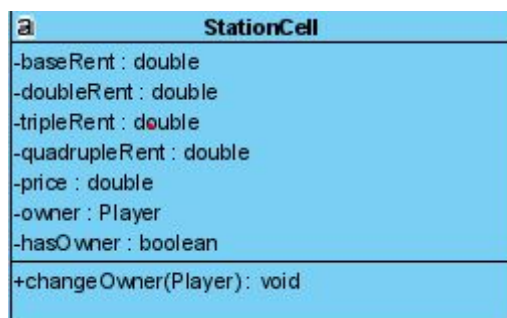 a StationCell
-baseRent : double
-doubleRent : double
-tripleRent : double
-quadrupleRent : double
-price : double
-owner : Player
-hasOwner : boolean
+changeOwner(Player) : void